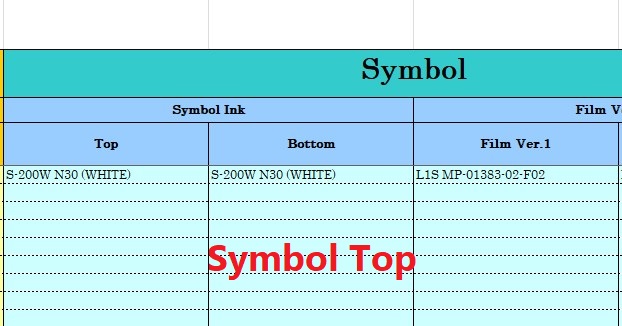 Symbol
Symbol Ink
Film V
Top
Bottom
Film Ver.1
S-200W N30 (WHITE)
S-200W N30 (WHITE)
L1S MP-01383-02-F02
Symbol Top